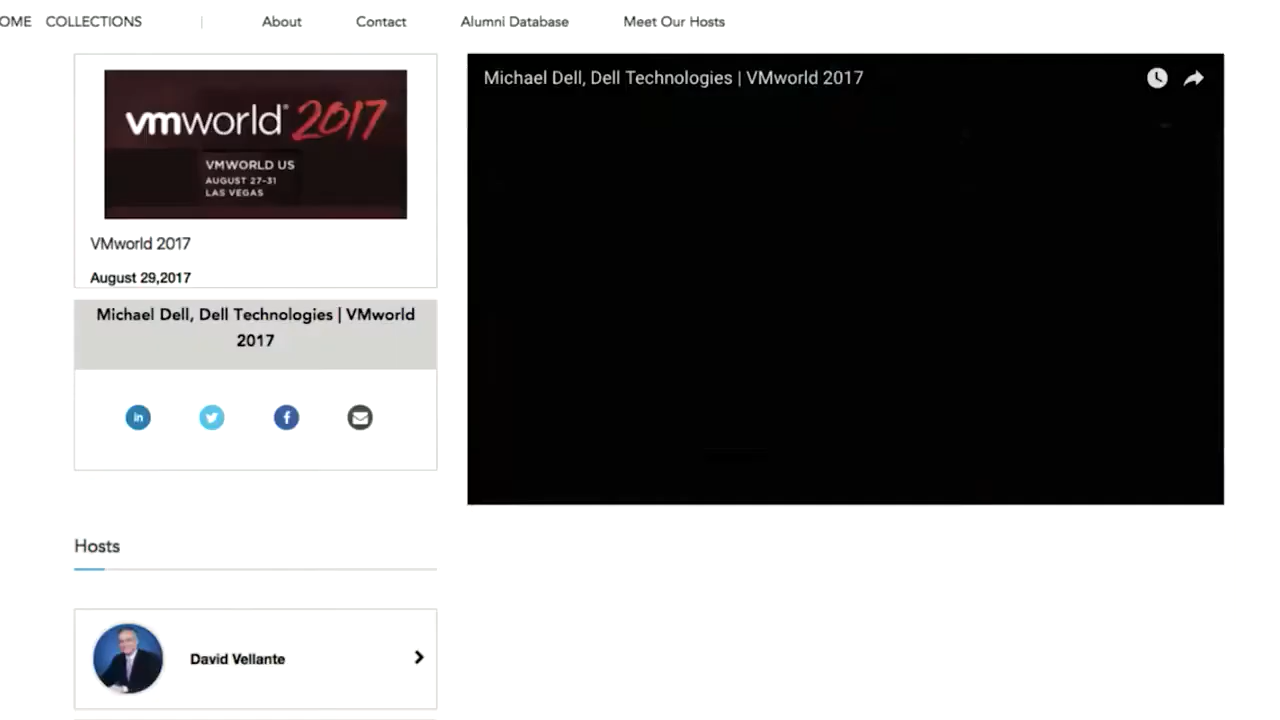 OME COLLECTIONS | About Contact Alumni Database Meet Our Hosts
vmworld® 2017
VMWORLD US
AUGUST 27-31
LAS VEGAS
VMworld 2017
August 29,2017
Michael Dell, Dell Technologies | VMworld
2017
in
f
Hosts
David Vellante
Michael Dell, Dell Technologies | VMworld 2017